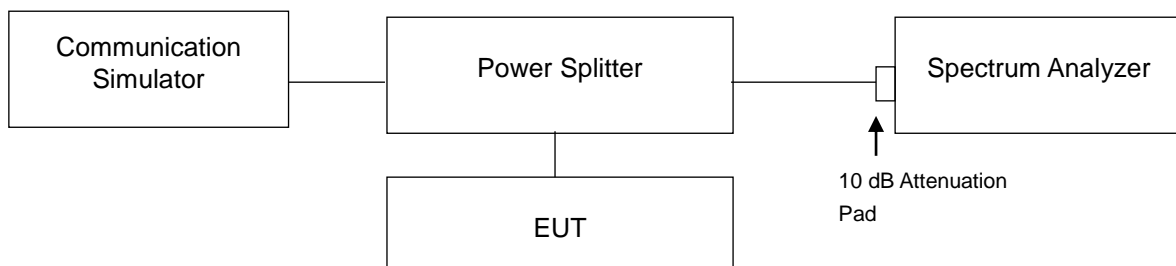 Communication
Simulator
Power Splitter
Spectrum Analyzer
10 dB Attenuation
Pad
EUT